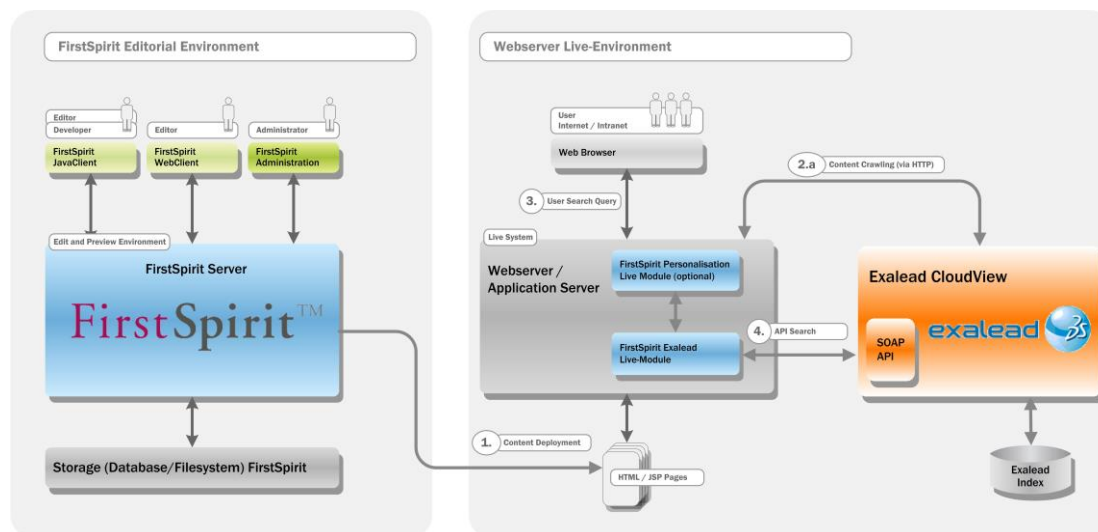 FirstSpirit Editorial Environment
Editor
Developer
FirstSpirit
JavaClient
Editor
FirstSpirit
WebClient
Administrator
FirstSpirit
Administration
Edit and Preview Environment
FirstSpirit Server
FirstSpirit™
Storage (Database/Filesystem) FirstSpirit
Webserver Live-Environment
User
Internet / Intranet
Web Browser
2.a Content Crawling (via HTTP)
3. User Search Query
Live System
Webserver /
Application Server
FirstSpirit Personalisation
Live Module (optional)
4. API Search
FirstSpirit Exalead
Live-Module
Exalead CloudView
exalead
SOAP
API
1. Content Deployment
HTML / JSP Pages
Exalead
Index